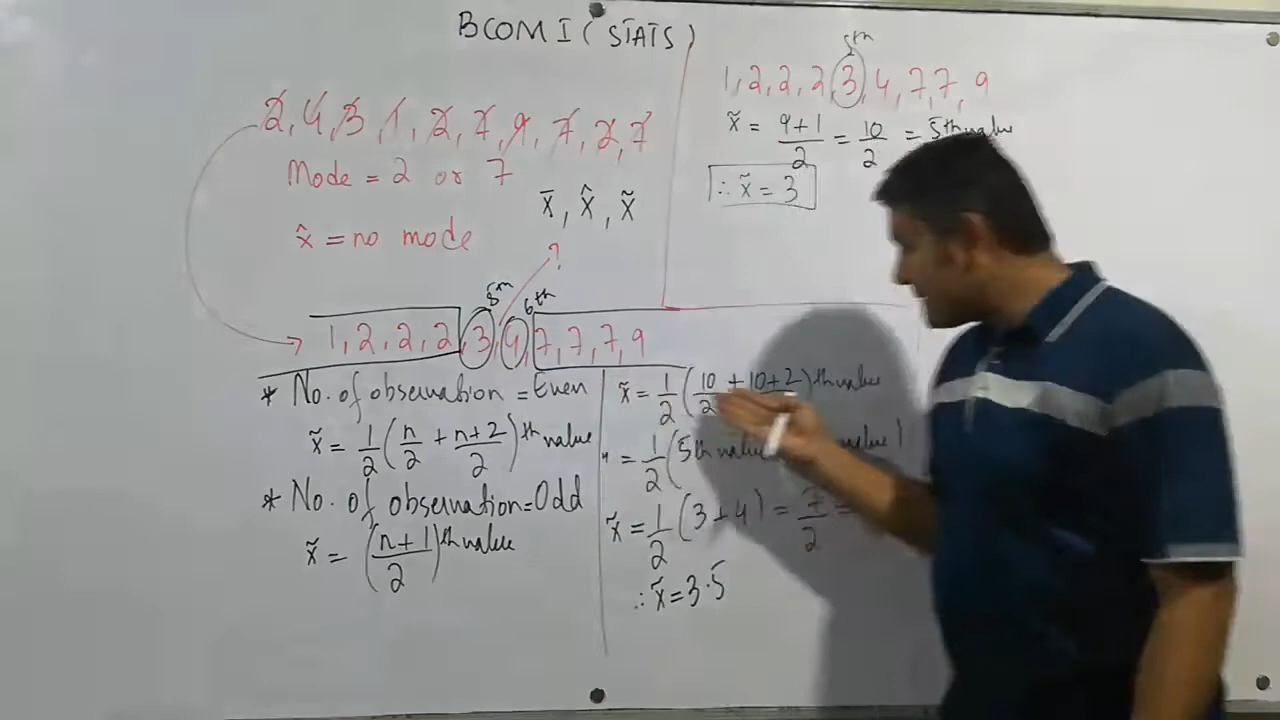 BCOM I ( STATS )
2, 4, 3, 1, 2, 7, 9, 7, 2, 7
Mode = 2 or 7
x̄, x̂, x̃
x̂ = no mode
?
5th 6th
1, 2, 2, 2, 3, 4, 7, 7, 7, 9
* No. of observation = Even
x̃ = 1/2 (n/2 + n+2/2)th value
* No. of observation = Odd
x̃ = (n+1/2)th value
5th
1, 2, 2, 2, 3, 4, 7, 7, 9
x̃ = 9+1/2 = 10/2 = 5th value
∴ x̃ = 3
x̃ = 1/2 (10/2 + 10+2/2)th value
" = 1/2 (5th value value)
x̃ = 1/2 (3+4) = 7/2 =
∴ x̃ = 3.5